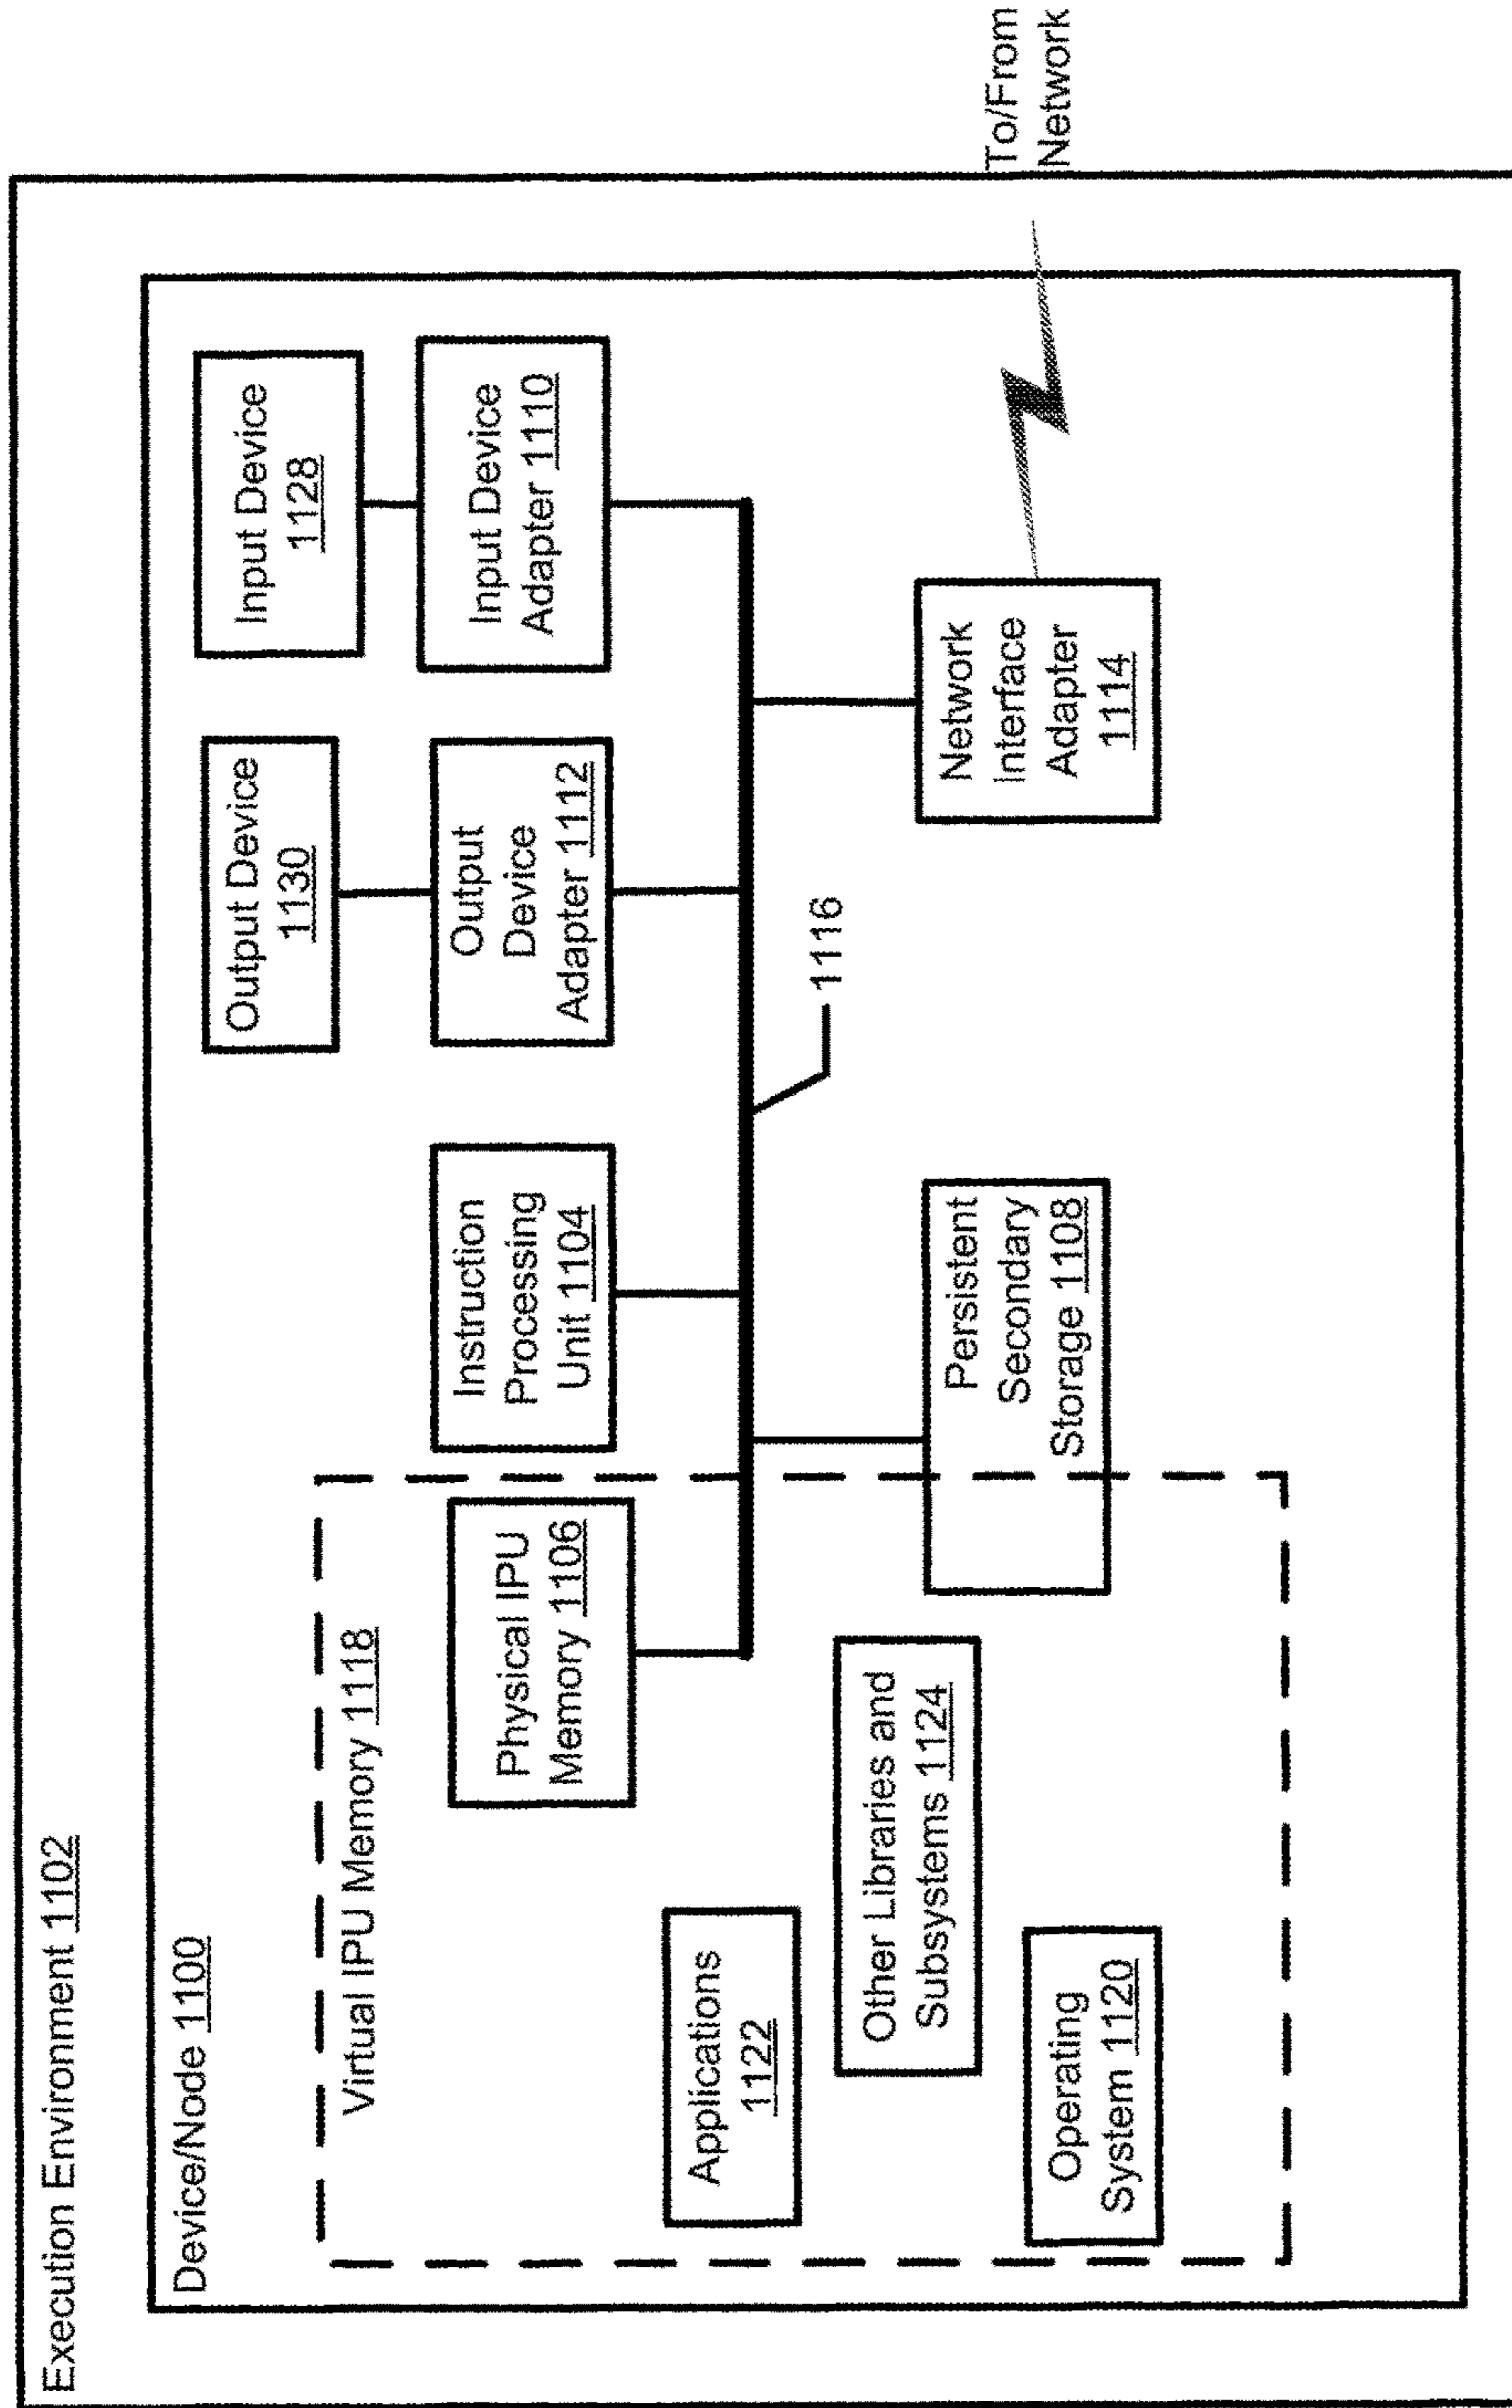 Execution Environment 1102
Device/Node 1100
Virtual IPU Memory 1118
Physical IPU
Memory 1106
Instruction
Processing
Unit 1104
Output Device
1130
Output
Device
Adapter 1112
Input Device
1128
Input Device
Adapter 1110
Applications
1122
Other Libraries and
Subsystems 1124
Operating
System 1120
Persistent
Secondary
Storage 1108
1116
Network
Interface
Adapter
1114
To/From
Network